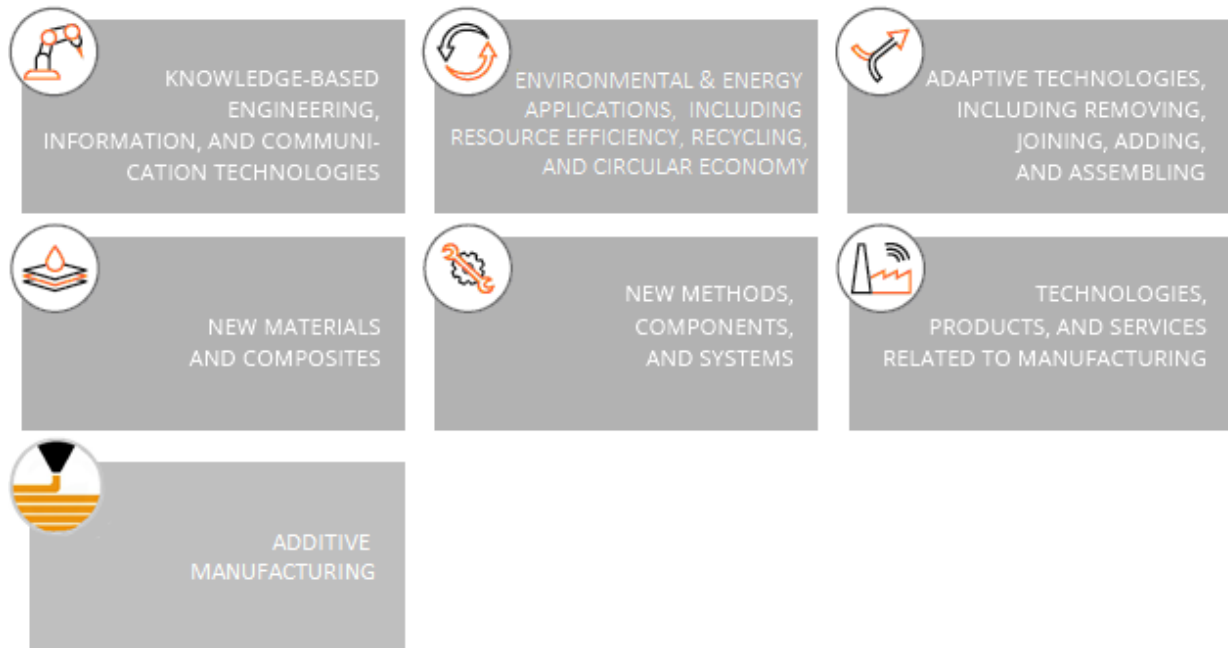 KNOWLEDGE-BASED
ENGINEERING,
INFORMATION, AND COMMUNI-
CATION TECHNOLOGIES
ENVIRONMENTAL & ENERGY
APPLICATIONS, INCLUDING
RESOURCE EFFICIENCY, RECYCLING,
AND CIRCULAR ECONOMY
ADAPTIVE TECHNOLOGIES,
INCLUDING REMOVING,
JOINING, ADDING,
AND ASSEMBLING
NEW MATERIALS
AND COMPOSITES
NEW METHODS,
COMPONENTS,
AND SYSTEMS
TECHNOLOGIES,
PRODUCTS, AND SERVICES
RELATED TO MANUFACTURING
ADDITIVE
MANUFACTURING